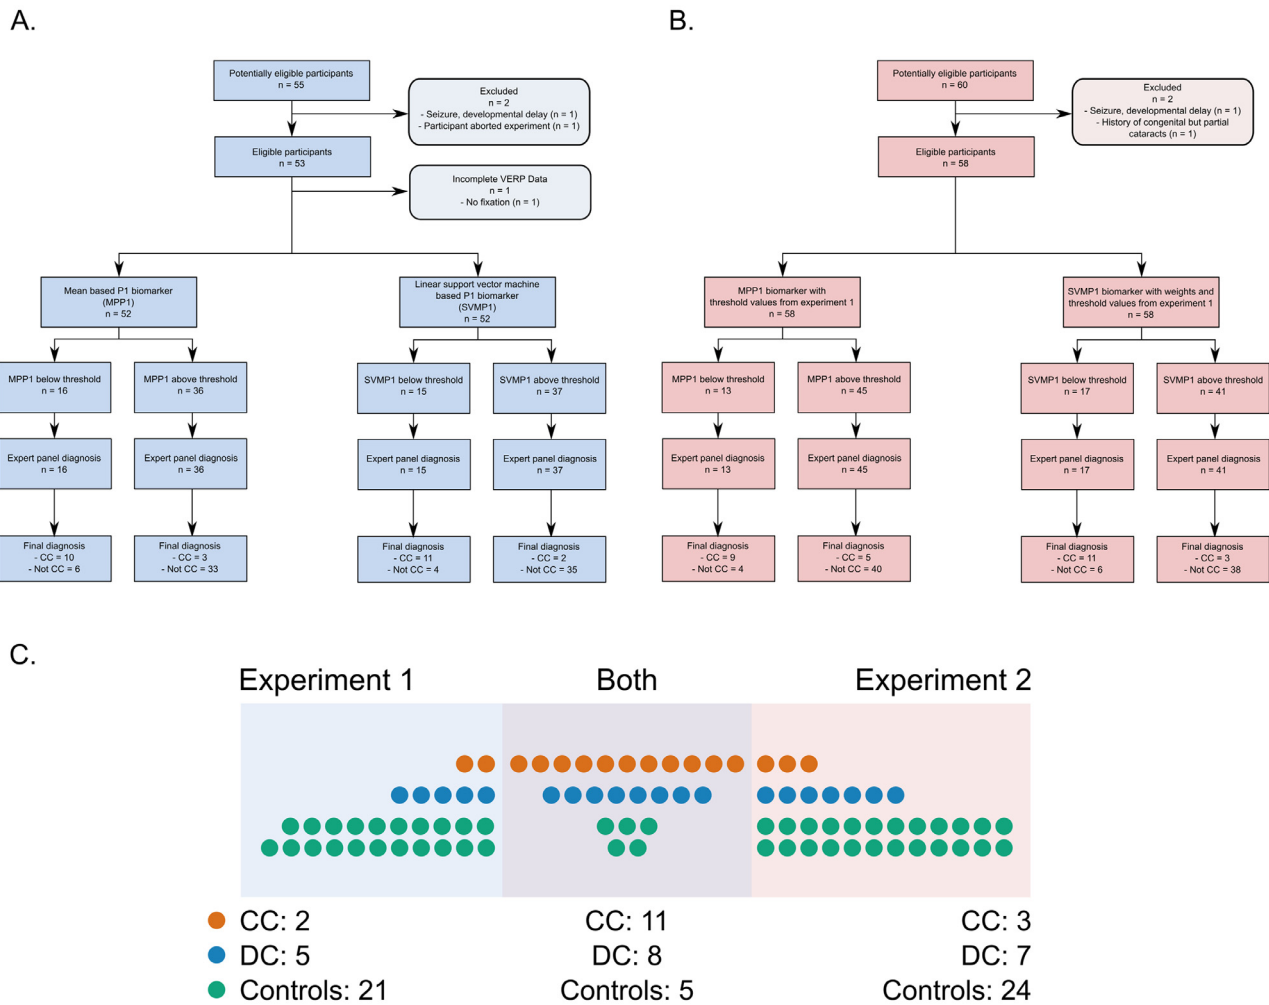 A.
Potentially eligible participants
n = 55
Excluded
n = 2
- Seizure, developmental delay (n = 1)
- Participant aborted experiment (n = 1)
Eligible participants
n = 53
Incomplete VERP Data
n = 1
- No fixation (n = 1)
Mean based P1 biomarker
(MPP1)
n = 52
Linear support vector machine
based P1 biomarker
(SVMP1)
n = 52
MPP1 below threshold
n = 16
MPP1 above threshold
n = 36
SVMP1 below threshold
n = 15
SVMP1 above threshold
n = 37
Expert panel diagnosis
n = 16
Expert panel diagnosis
n = 36
Expert panel diagnosis
n = 15
Expert panel diagnosis
n = 37
Final diagnosis
- CC = 10
- Not CC = 6
Final diagnosis
- CC = 3
- Not CC = 33
Final diagnosis
- CC = 11
- Not CC = 4
Final diagnosis
- CC = 2
- Not CC = 35
B.
Potentially eligible participants
n = 60
Excluded
n = 2
- Seizure, developmental delay (n = 1)
- History of congenital but partial
cataracts (n = 1)
Eligible participants
n = 58
MPP1 biomarker with
threshold values from experiment 1
n = 58
SVMP1 biomarker with weights and
threshold values from experiment 1
n = 58
MPP1 below threshold
n = 13
MPP1 above threshold
n = 45
SVMP1 below threshold
n = 17
SVMP1 above threshold
n = 41
Expert panel diagnosis
n = 13
Expert panel diagnosis
n = 45
Expert panel diagnosis
n = 17
Expert panel diagnosis
n = 41
Final diagnosis
- CC = 9
- Not CC = 4
Final diagnosis
- CC = 5
- Not CC = 40
Final diagnosis
- CC = 11
- Not CC = 6
Final diagnosis
- CC = 3
- Not CC = 38
C.
Experiment 1
Both
Experiment 2
CC: 2
CC: 11
CC: 3
DC: 5
DC: 8
DC: 7
Controls: 21
Controls: 5
Controls: 24